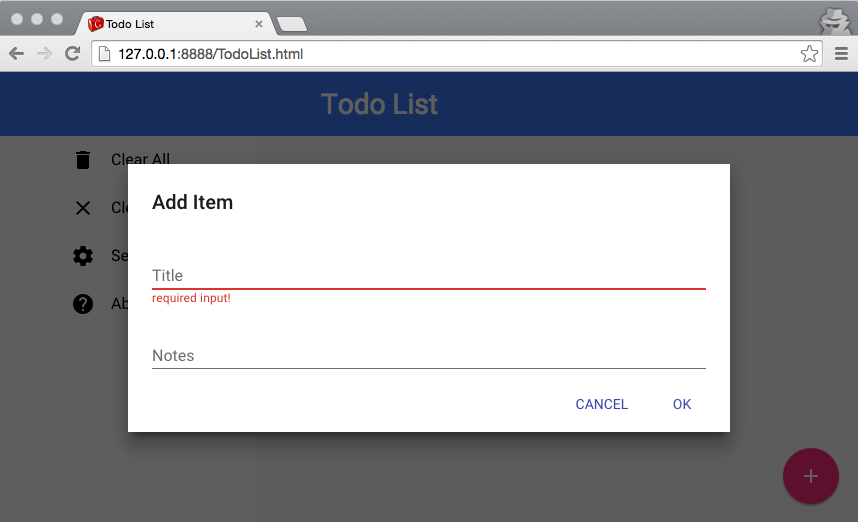 Todo List
127.0.0.1:8888/TodoList.html
Todo List
Clear All
Cle
Se
Ab
Add Item
Title
required input!
Notes
CANCEL
OK